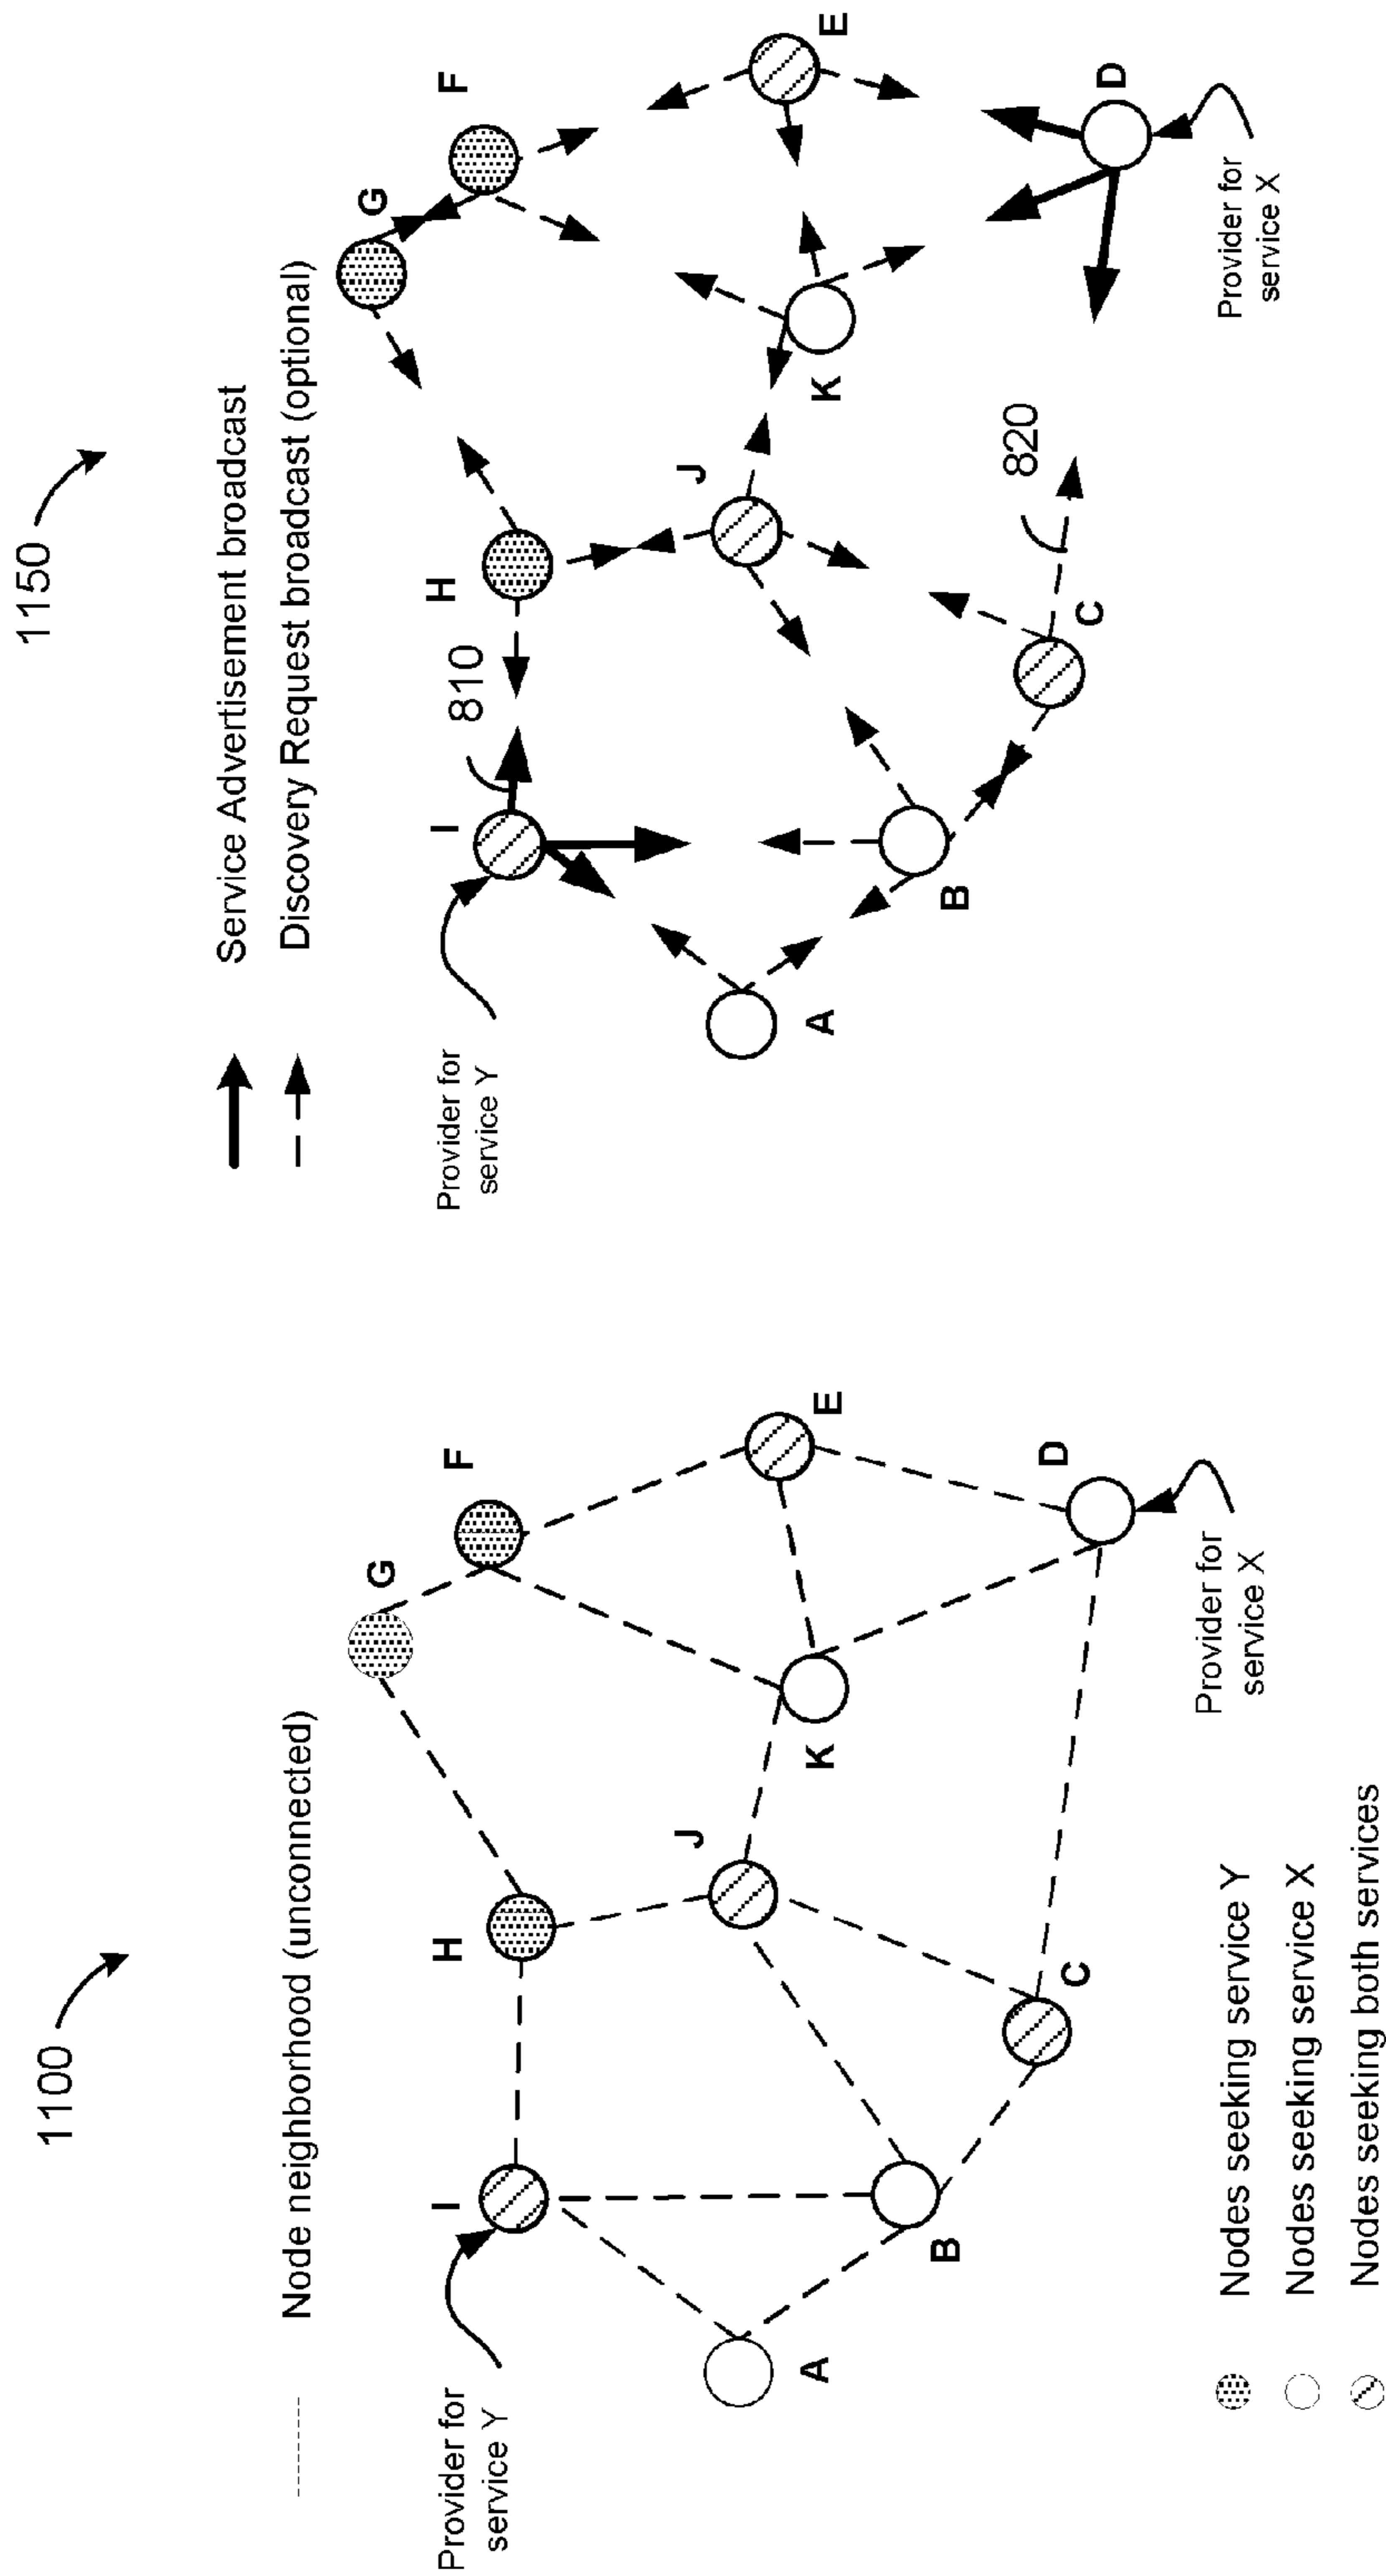 1100
Node neighborhood (unconnected)
G
F
H
I
J
E
K
A
B
C
D
Provider for
service Y
Provider for
service X
Nodes seeking service Y
Nodes seeking service X
Nodes seeking both services
1150
Service Advertisement broadcast
Discovery Request broadcast (optional)
G
F
H
I
810
J
E
K
A
B
C
820
D
Provider for
service Y
Provider for
service X